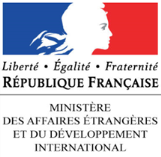 Liberté • Égalité • Fraternité
RÉPUBLIQUE FRANÇAISE
MINISTÈRE
DES AFFAIRES ÉTRANGÈRES
ET DU DÉVELOPPEMENT
INTERNATIONAL